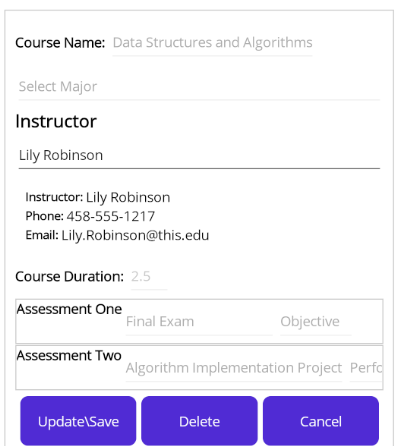 Course Name: Data Structures and Algorithms
Select Major
Instructor
Lily Robinson
Instructor: Lily Robinson
Phone: 458-555-1217
Email: Lily.Robinson@this.edu
Course Duration: 2.5
Assessment One Final Exam Objective
Assessment Two Algorithm Implementation Project Perfo
Update\Save Delete Cancel